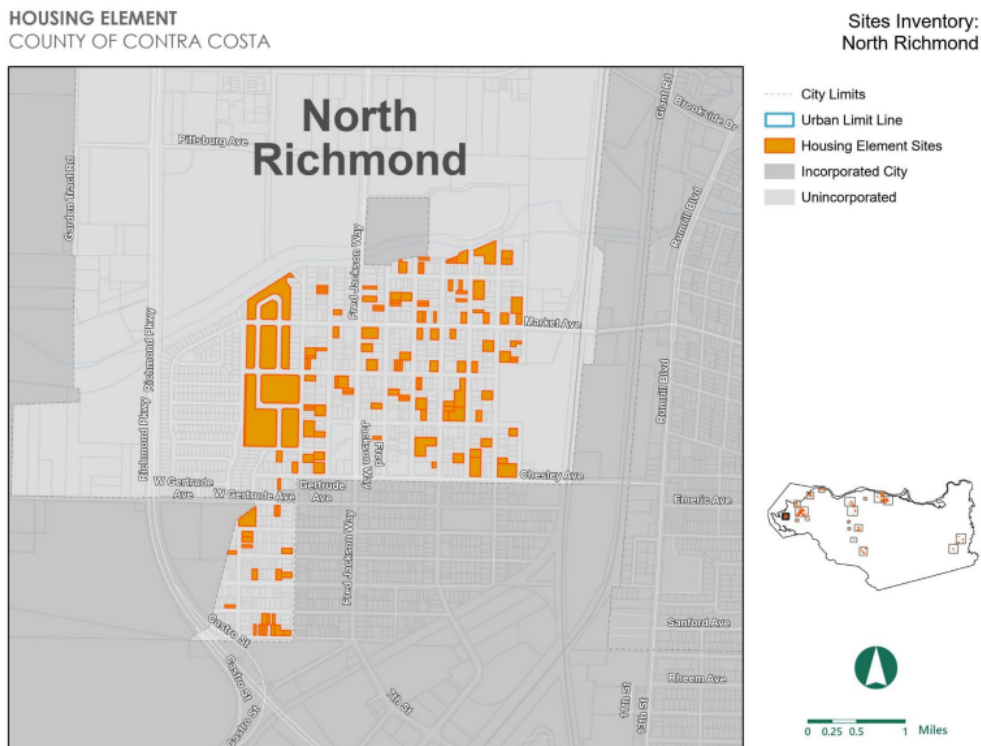 HOUSING ELEMENT
COUNTY OF CONTRA COSTA
Sites Inventory:
North Richmond
City Limits
Urban Limit Line
Housing Element Sites
Incorporated City
Unincorporated
North
Richmond
Pittsburg Ave
Garden Tract Rd
Giant Rd
Brookside Dr
Rumrill Blvd
Fred Jackson Way
Market Ave
Richmond Pkwy
Richmond Pkwy
Rumrill Blvd
Fred
Jackson Way
Chesley Ave
W Gertrude
Ave
W Gertrude Ave
Gertrude
Ave
Emeric Ave
Fred Jackson Way
Castro St
Sanford Ave
Castro St
Rheem Ave
7th St
11th St
13th St
Castro St
0 0.25 0.5 1 Miles